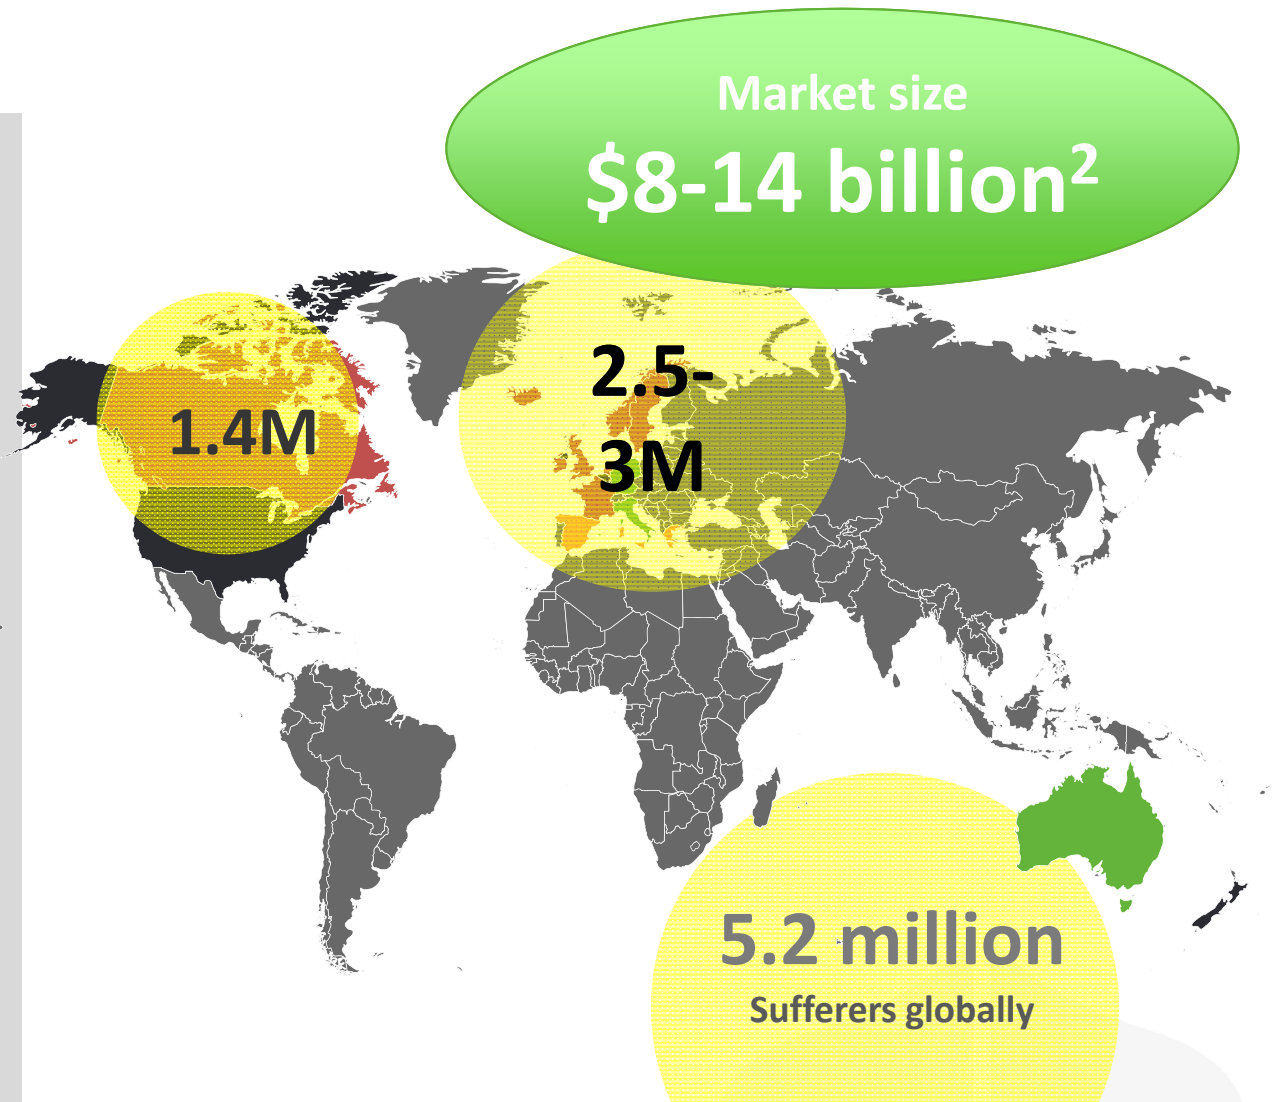 Market size
$8-14 billion²
2.5-
3M
1.4M
5.2 million
Sufferers globally